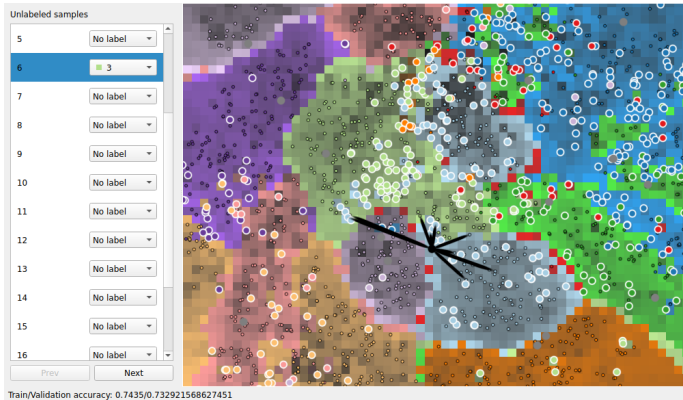 Unlabeled samples
5 No label
6 3
7 No label
8 No label
9 No label
10 No label
11 No label
12 No label
13 No label
14 No label
15 No label
16 No label
Prev Next
Train/Validation accuracy: 0.7435/0.732921568627451